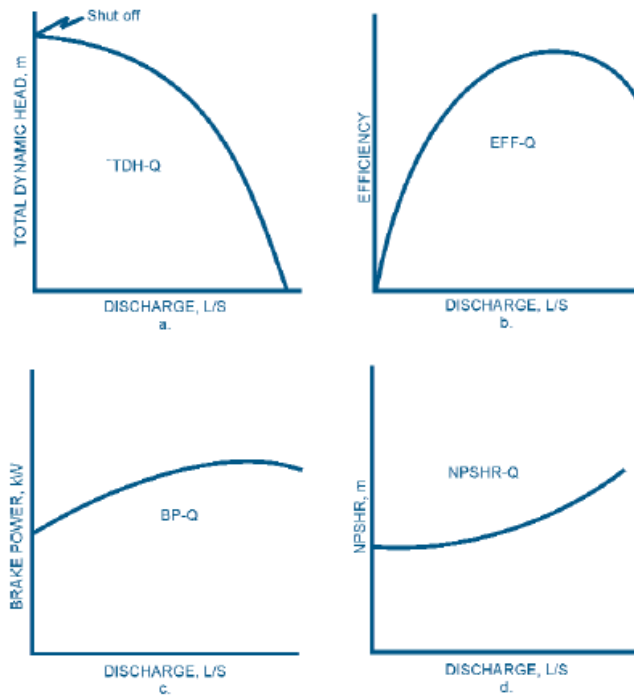 Shut off
TOTAL DYNAMIC HEAD, m
TDH-Q
DISCHARGE, L/S
a.
EFFICIENCY
EFF-Q
DISCHARGE, L/S
b.
BRAKE POWER, kW
BP-Q
DISCHARGE, L/S
c.
NPSHR, m
NPSHR-Q
DISCHARGE, L/S
d.